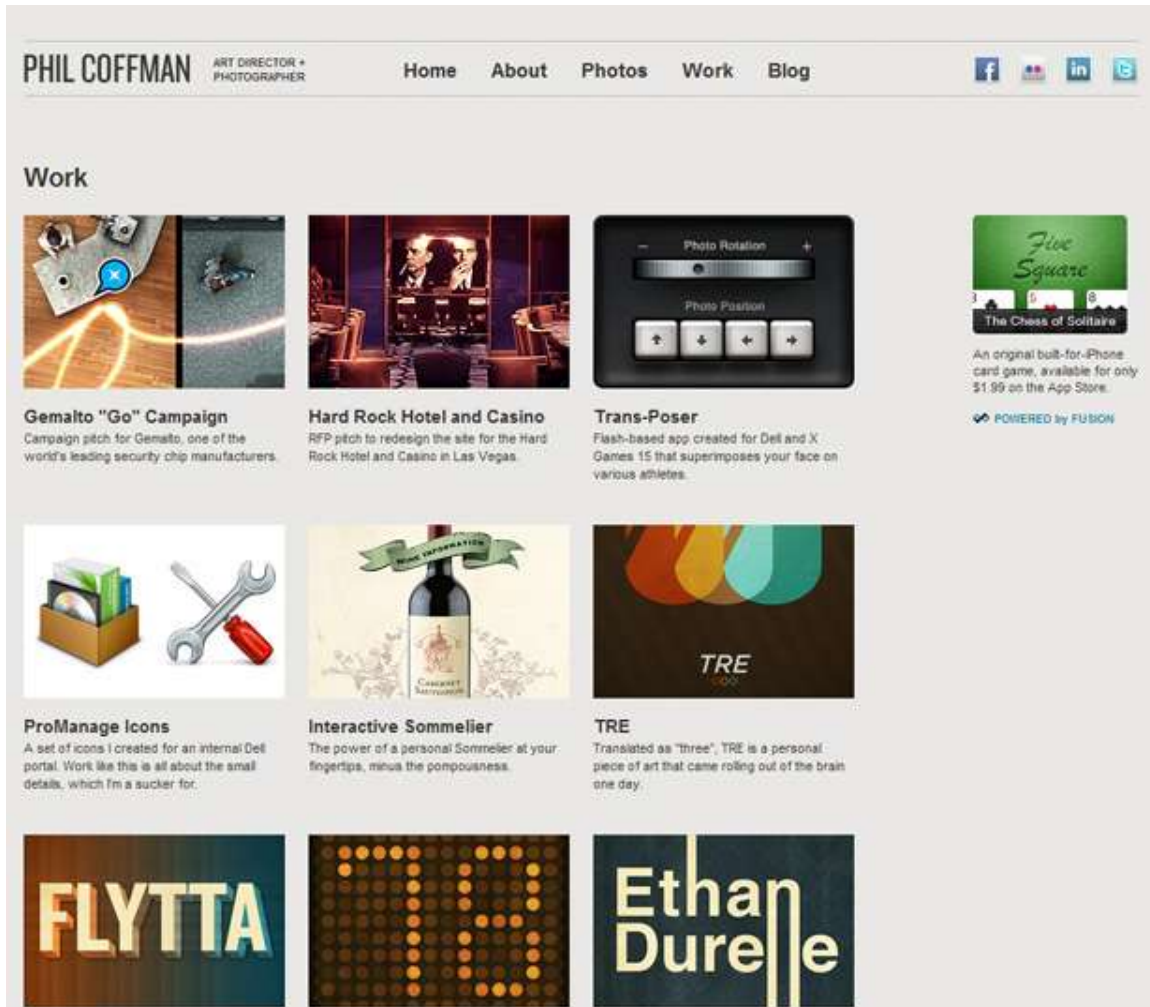 PHIL COFFMAN
ART DIRECTOR +
PHOTOGRAPHER
Home About Photos Work Blog
Work
Photo Rotation
Photo Position
Five
Square
The Chess of Solitaire
An original built-for-iPhone
card game, available for only
$1.99 on the App Store.
POWERED by FUSION
Gemalto "Go" Campaign
Campaign pitch for Gemalto, one of the
world's leading security chip manufacturers.
Hard Rock Hotel and Casino
RFP pitch to redesign the site for the Hard
Rock Hotel and Casino in Las Vegas.
Trans-Poser
Flash-based app created for Dell and X
Games 15 that superimposes your face on
various athletes.
WINE INFORMATION
CABERNET
SAUVIGNON
TRE
ProManage Icons
A set of icons I created for an internal Dell
portal. Work like this is all about the small
details, which I'm a sucker for.
Interactive Sommelier
The power of a personal Sommelier at your
fingertips, minus the pompousness.
TRE
Translated as "three", TRE is a personal
piece of art that came rolling out of the brain
one day.
FLYTTA
78
Ethan
Durelle